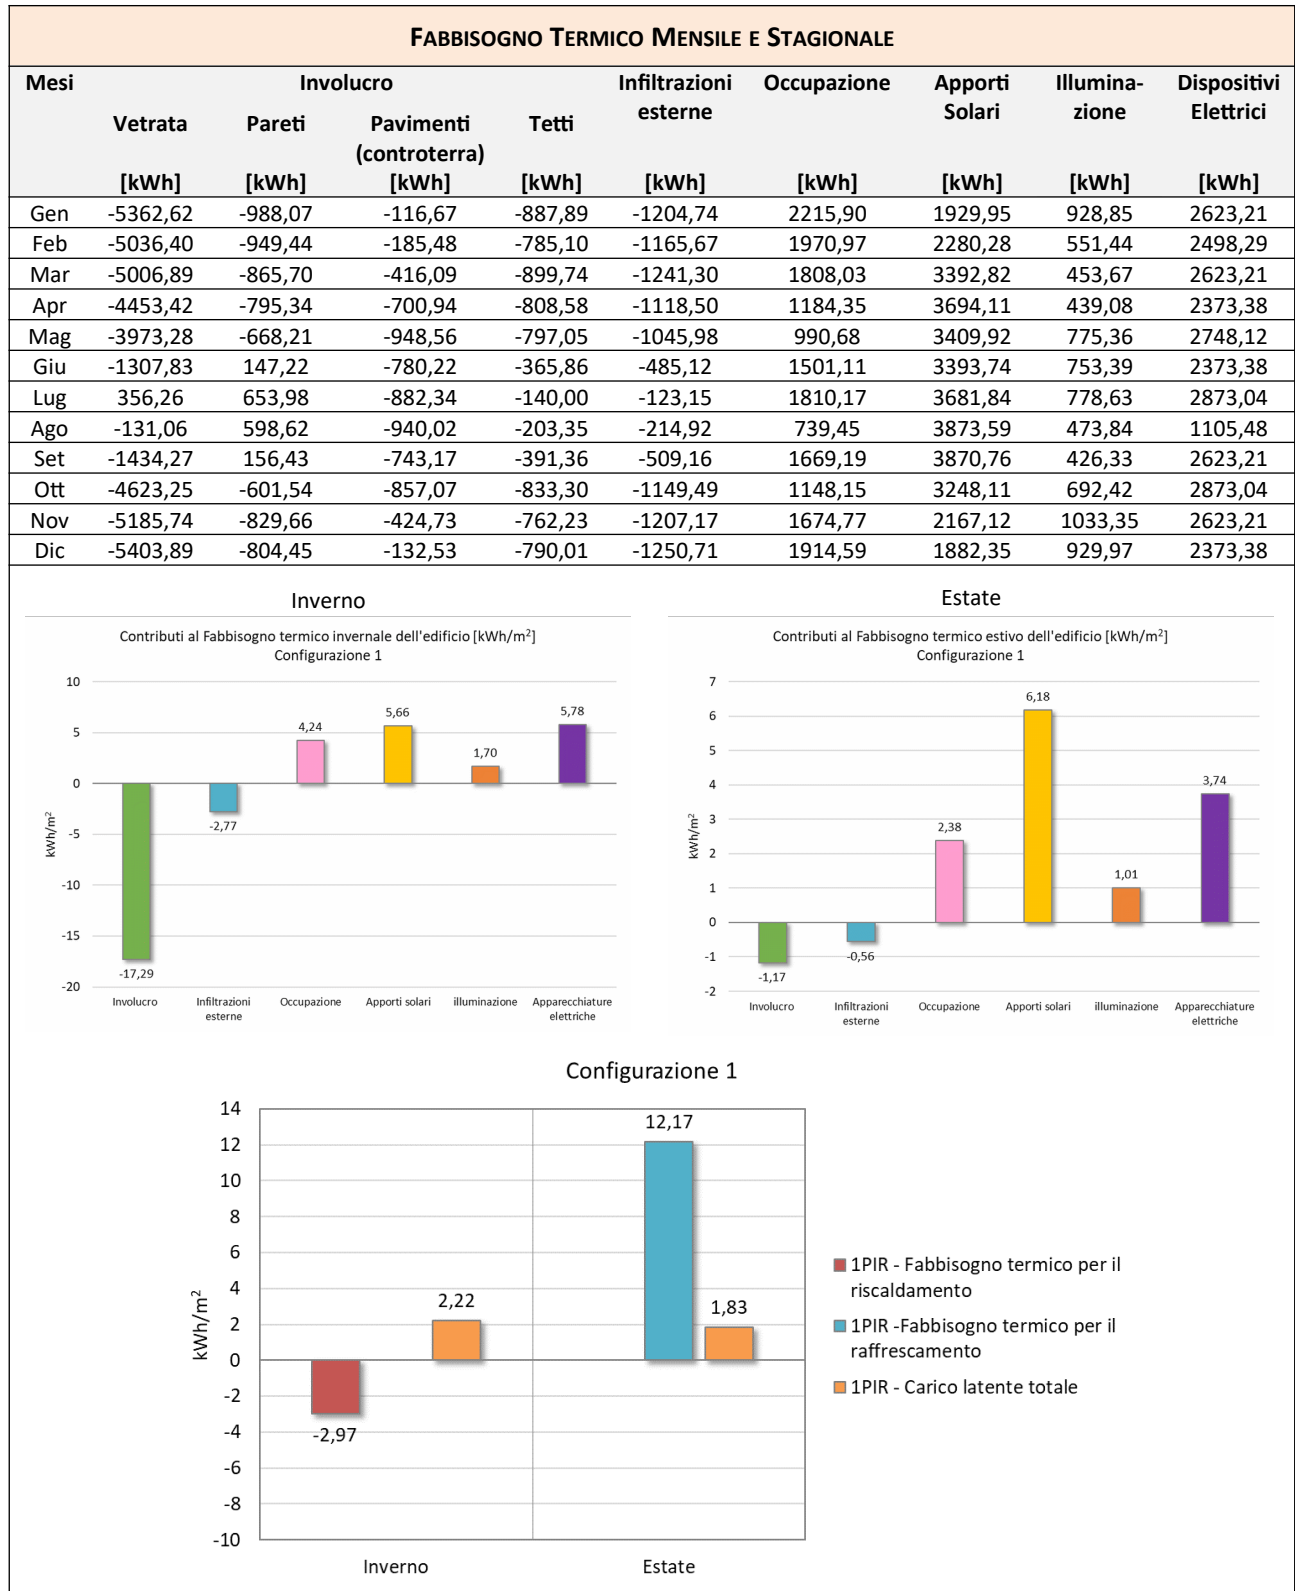 FABBISOGNO TERMICO MENSILE E STAGIONALE
Mesi Involucro Infiltrazioni esterne Occupazione Apporti Solari Illumina-zione Dispositivi Elettrici
Vetrata Pareti Pavimenti (controterra) Tetti
[kWh] [kWh] [kWh] [kWh] [kWh] [kWh] [kWh] [kWh] [kWh]
Gen -5362,62 -988,07 -116,67 -887,89 -1204,74 2215,90 1929,95 928,85 2623,21
Feb -5036,40 -949,44 -185,48 -785,10 -1165,67 1970,97 2280,28 551,44 2498,29
Mar -5006,89 -865,70 -416,09 -899,74 -1241,30 1808,03 3392,82 453,67 2623,21
Apr -4453,42 -795,34 -700,94 -808,58 -1118,50 1184,35 3694,11 439,08 2373,38
Mag -3973,28 -668,21 -948,56 -797,05 -1045,98 990,68 3409,92 775,36 2748,12
Giu -1307,83 147,22 -780,22 -365,86 -485,12 1501,11 3393,74 753,39 2373,38
Lug 356,26 653,98 -882,34 -140,00 -123,15 1810,17 3681,84 778,63 2873,04
Ago -131,06 598,62 -940,02 -203,35 -214,92 739,45 3873,59 473,84 1105,48
Set -1434,27 156,43 -743,17 -391,36 -509,16 1669,19 3870,76 426,33 2623,21
Ott -4623,25 -601,54 -857,07 -833,30 -1149,49 1148,15 3248,11 692,42 2873,04
Nov -5185,74 -829,66 -424,73 -762,23 -1207,17 1674,77 2167,12 1033,35 2623,21
Dic -5403,89 -804,45 -132,53 -790,01 -1250,71 1914,59 1882,35 929,97 2373,38
Inverno
Contributi al Fabbisogno termico invernale dell'edificio [kWh/m²]
Configurazione 1
10
5
0
-5
-10
-15
-20
kWh/m²
-17,29
-2,77
4,24
5,66
1,70
5,78
Involucro
Infiltrazioni
esterne
Occupazione
Apporti solari
illuminazione
Apparecchiature
elettriche
Estate
Contributi al Fabbisogno termico estivo dell'edificio [kWh/m²]
Configurazione 1
7
6
5
4
3
2
1
0
-1
-2
kWh/m²
-1,17
-0,56
2,38
6,18
1,01
3,74
Involucro
Infiltrazioni
esterne
Occupazione
Apporti solari
illuminazione
Apparecchiature
elettriche
Configurazione 1
14
12
10
8
6
4
2
0
-2
-4
-6
-8
-10
kWh/m²
-2,97
2,22
12,17
1,83
Inverno
Estate
1PIR - Fabbisogno termico per il
riscaldamento
1PIR -Fabbisogno termico per il
raffrescamento
1PIR - Carico latente totale